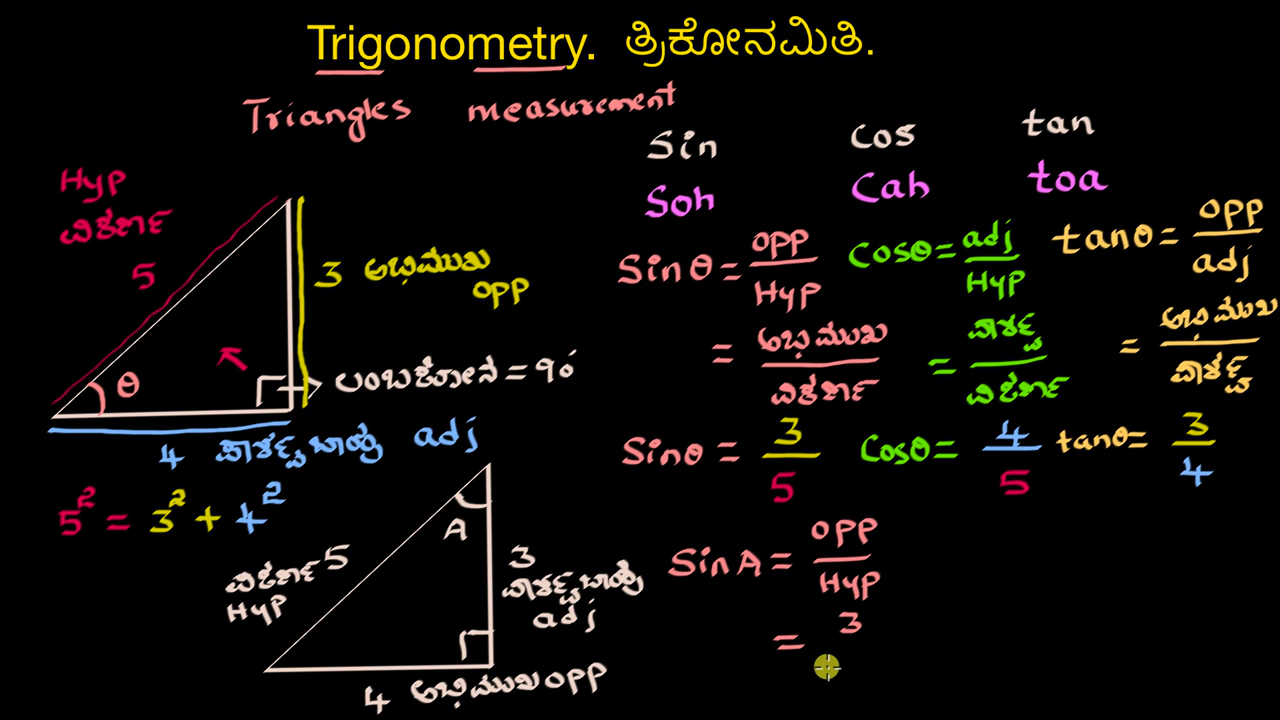 Trigonometry. ತ್ರಿಕೋನಮಿತಿ.
Triangles measurement
Sin Cos tan
Soh Cah toa
Hyp
ವಿಕರ್ಣ
5
3 ಅಭಿಮುಖ
opp
θ
ಲಂಬಕೋನ = ೯೦
4 ಪಾರ್ಶ್ವಬಾಹು adj
5² = 3² + 4²
Sinθ = opp / Hyp
= ಅಭಿಮುಖ / ವಿಕರ್ಣ
Sinθ = 3 / 5
Cosθ = adj / Hyp
= ಪಾರ್ಶ್ವ / ವಿಕರ್ಣ
Cosθ = 4 / 5
tanθ = opp / adj
= ಅಭಿಮುಖ / ಪಾರ್ಶ್ವ
tanθ = 3 / 4
A
ವಿಕರ್ಣ 5
Hyp
3
ಪಾರ್ಶ್ವಬಾಹು
adj
4 ಅಭಿಮುಖ opp
SinA = opp / Hyp
= 3